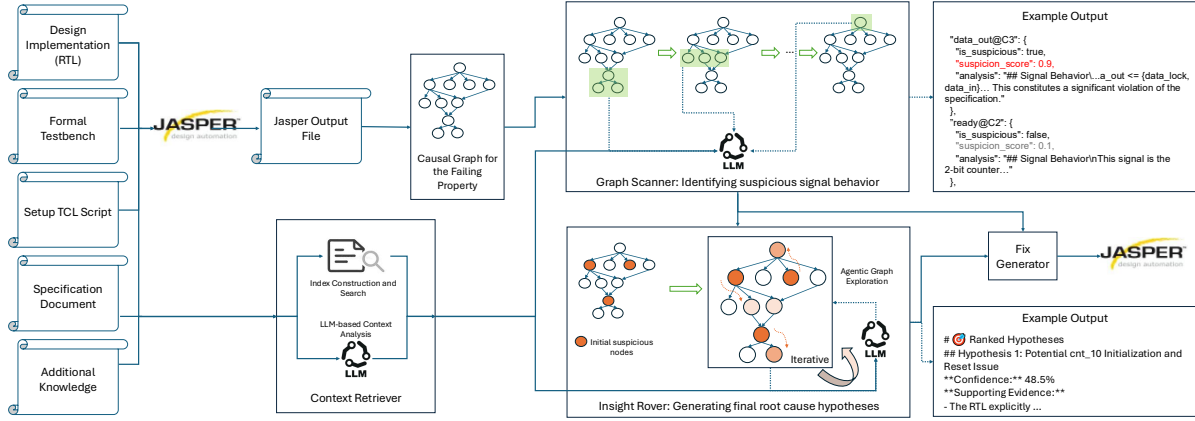 Design
Implementation
(RTL)
Formal
Testbench
Setup TCL Script
Specification
Document
Additional
Knowledge
JASPER™
design automation
Jasper Output
File
Causal Graph for
the Failing
Property
Index Construction and
Search
LLM-based Context
Analysis
LLM
Context Retriever
LLM
Graph Scanner: Identifying suspicious signal behavior
Example Output
"data_out@C3": {
"is_suspicious": true,
"suspicion_score": 0.9,
"analysis": "## Signal Behavior\...a_out <= {data_lock,
data_in}... This constitutes a significant violation of the
specification."
},
"ready@C2": {
"is_suspicious": false,
"suspicion_score": 0.1,
"analysis": "## Signal Behavior\nThis signal is the
2-bit counter..."
},
Initial suspicious
nodes
Agentic Graph
Exploration
Iterative
LLM
Insight Rover: Generating final root cause hypotheses
Fix
Generator
JASPER™
design automation
Example Output
# 🎯 Ranked Hypotheses
## Hypothesis 1: Potential cnt_10 Initialization and
Reset Issue
**Confidence:** 48.5%
**Supporting Evidence:**
- The RTL explicitly ...